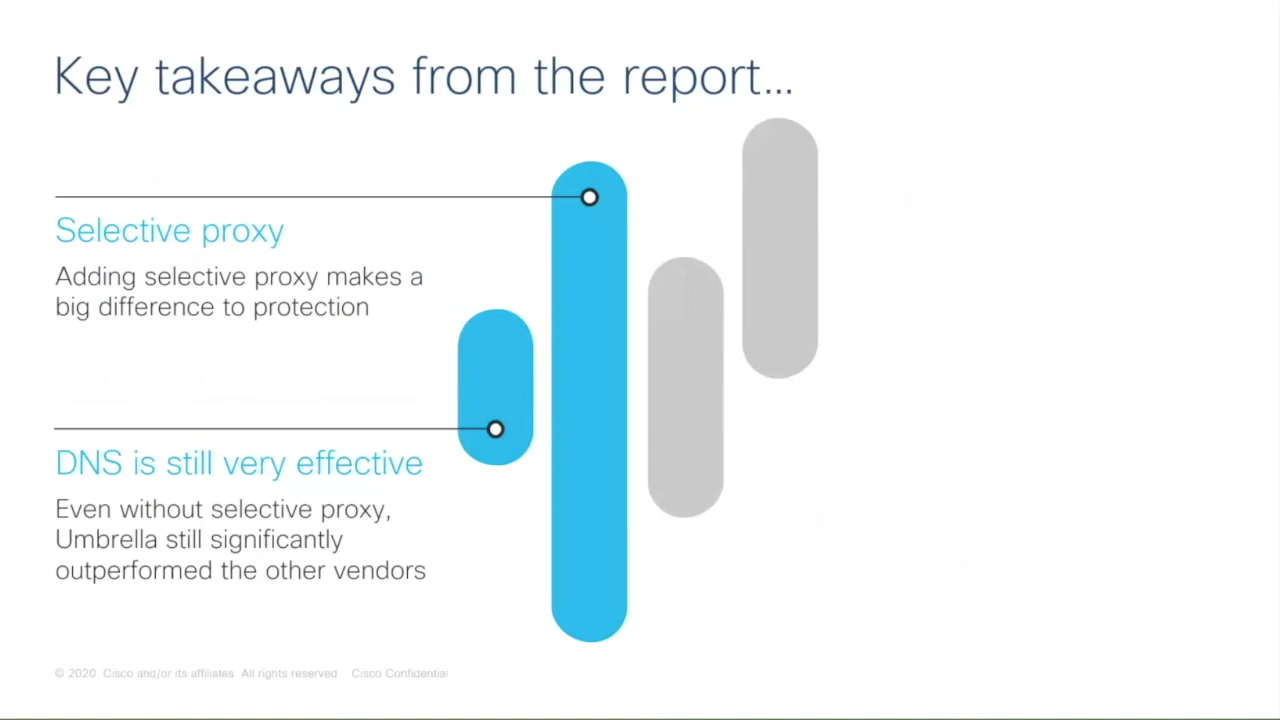 Key takeaways from the report...
Selective proxy
Adding selective proxy makes a
big difference to protection
DNS is still very effective
Even without selective proxy,
Umbrella still significantly
outperformed the other vendors
© 2020 Cisco and/or its affiliates All rights reserved Cisco Confidential